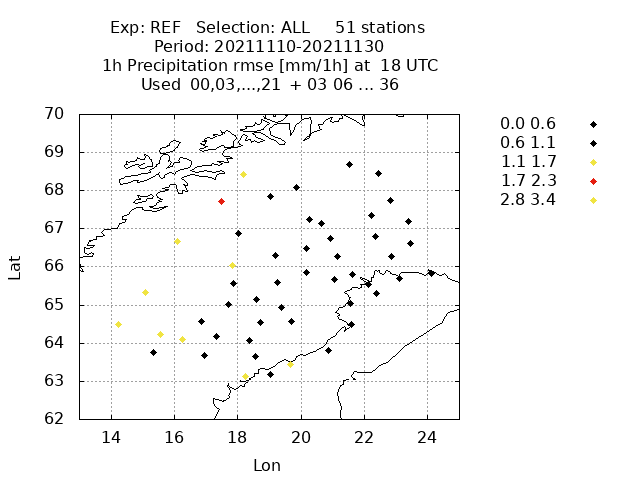 Exp: REF   Selection: ALL     51 stations
Period: 20211110-20211130
1h Precipitation rmse [mm/1h] at  18 UTC
Used  00,03,...,21  + 03 06 ... 36
0.0 0.6
0.6 1.1
1.1 1.7
1.7 2.3
2.8 3.4
70
69
68
67
66
65
64
63
62
Lat
14 16 18 20 22 24
Lon